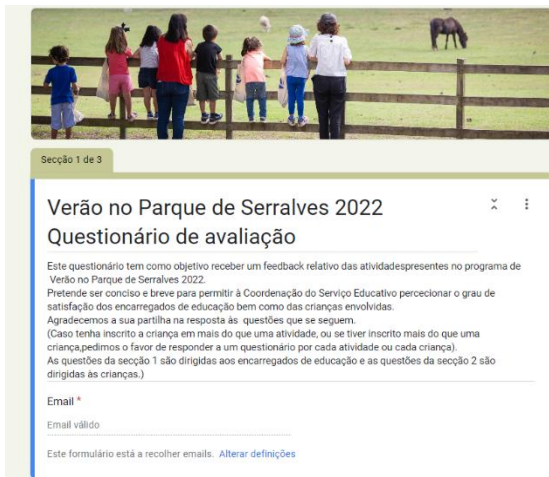 Secção 1 de 3
Verão no Parque de Serralves 2022
Questionário de avaliação
Este questionário tem como objetivo receber um feedback relativo das atividadespresentes no programa de
Verão no Parque de Serralves 2022.
Pretende ser conciso e breve para permitir à Coordenação do Serviço Educativo percecionar o grau de
satisfação dos encarregados de educação bem como das crianças envolvidas.
Agradecemos a sua partilha na resposta às questões que se seguem.
(Caso tenha inscrito a criança em mais do que uma atividade, ou se tiver inscrito mais do que uma
criança,pedimos o favor de responder a um questionário por cada atividade ou cada criança).
As questões da secção 1 são dirigidas aos encarregados de educação e as questões da secção 2 são
dirigidas às crianças.)
Email *
Email válido
Este formulário está a recolher emails. Alterar definições